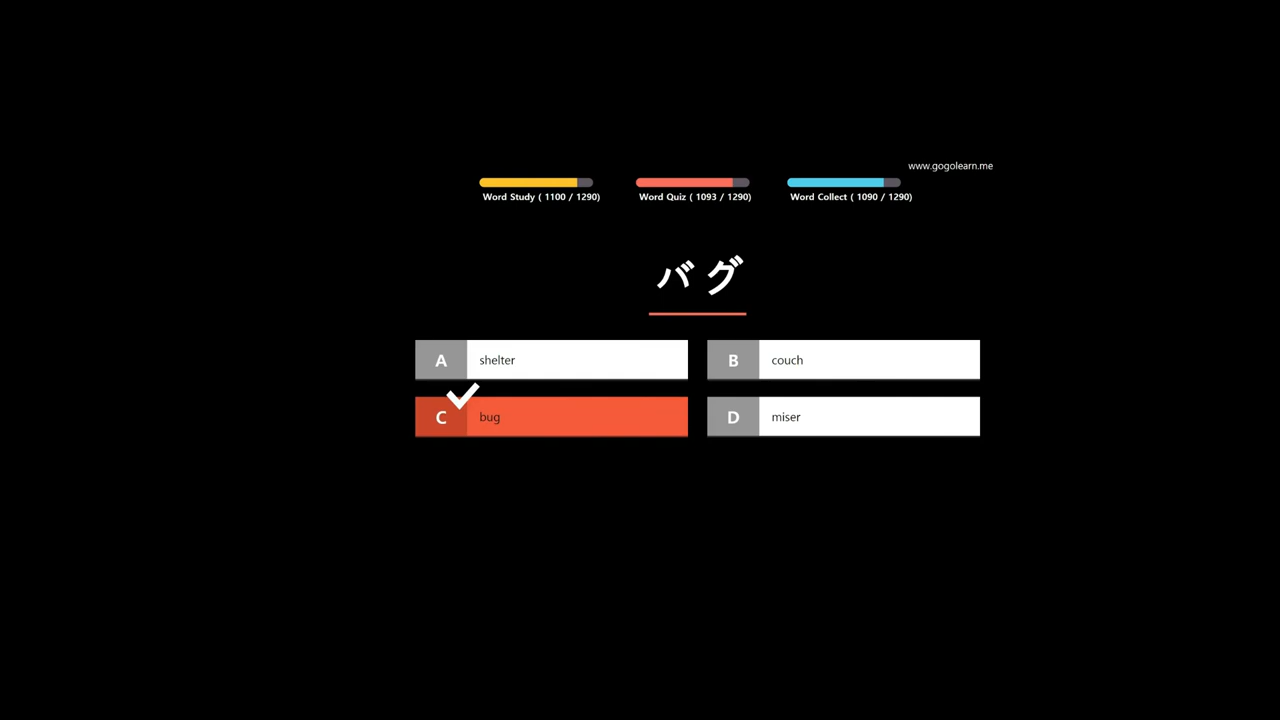 www.gogolearn.me
Word Study ( 1100 / 1290)
Word Quiz ( 1093 / 1290)
Word Collect ( 1090 / 1290)
バグ
A shelter
B couch
C bug
D miser